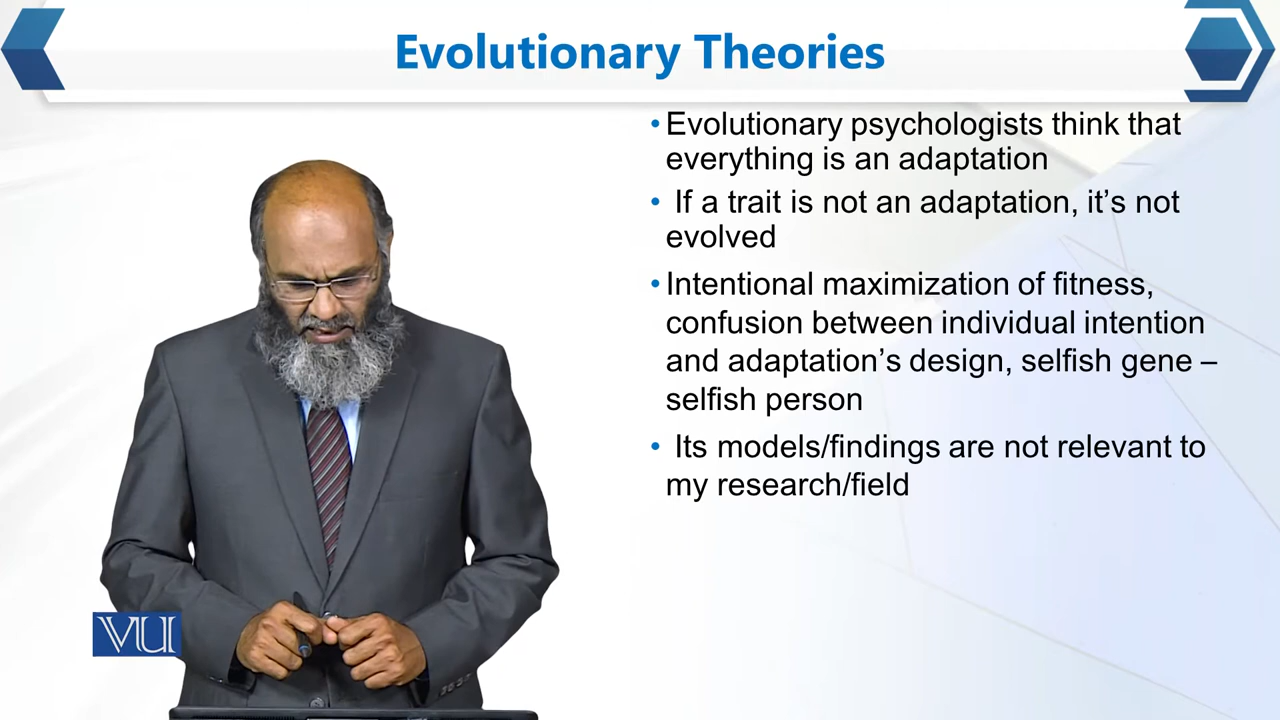 Evolutionary Theories
•Evolutionary psychologists think that
everything is an adaptation
• If a trait is not an adaptation, it’s not
evolved
•Intentional maximization of fitness,
confusion between individual intention
and adaptation’s design, selfish gene –
selfish person
• Its models/findings are not relevant to
my research/field
VU